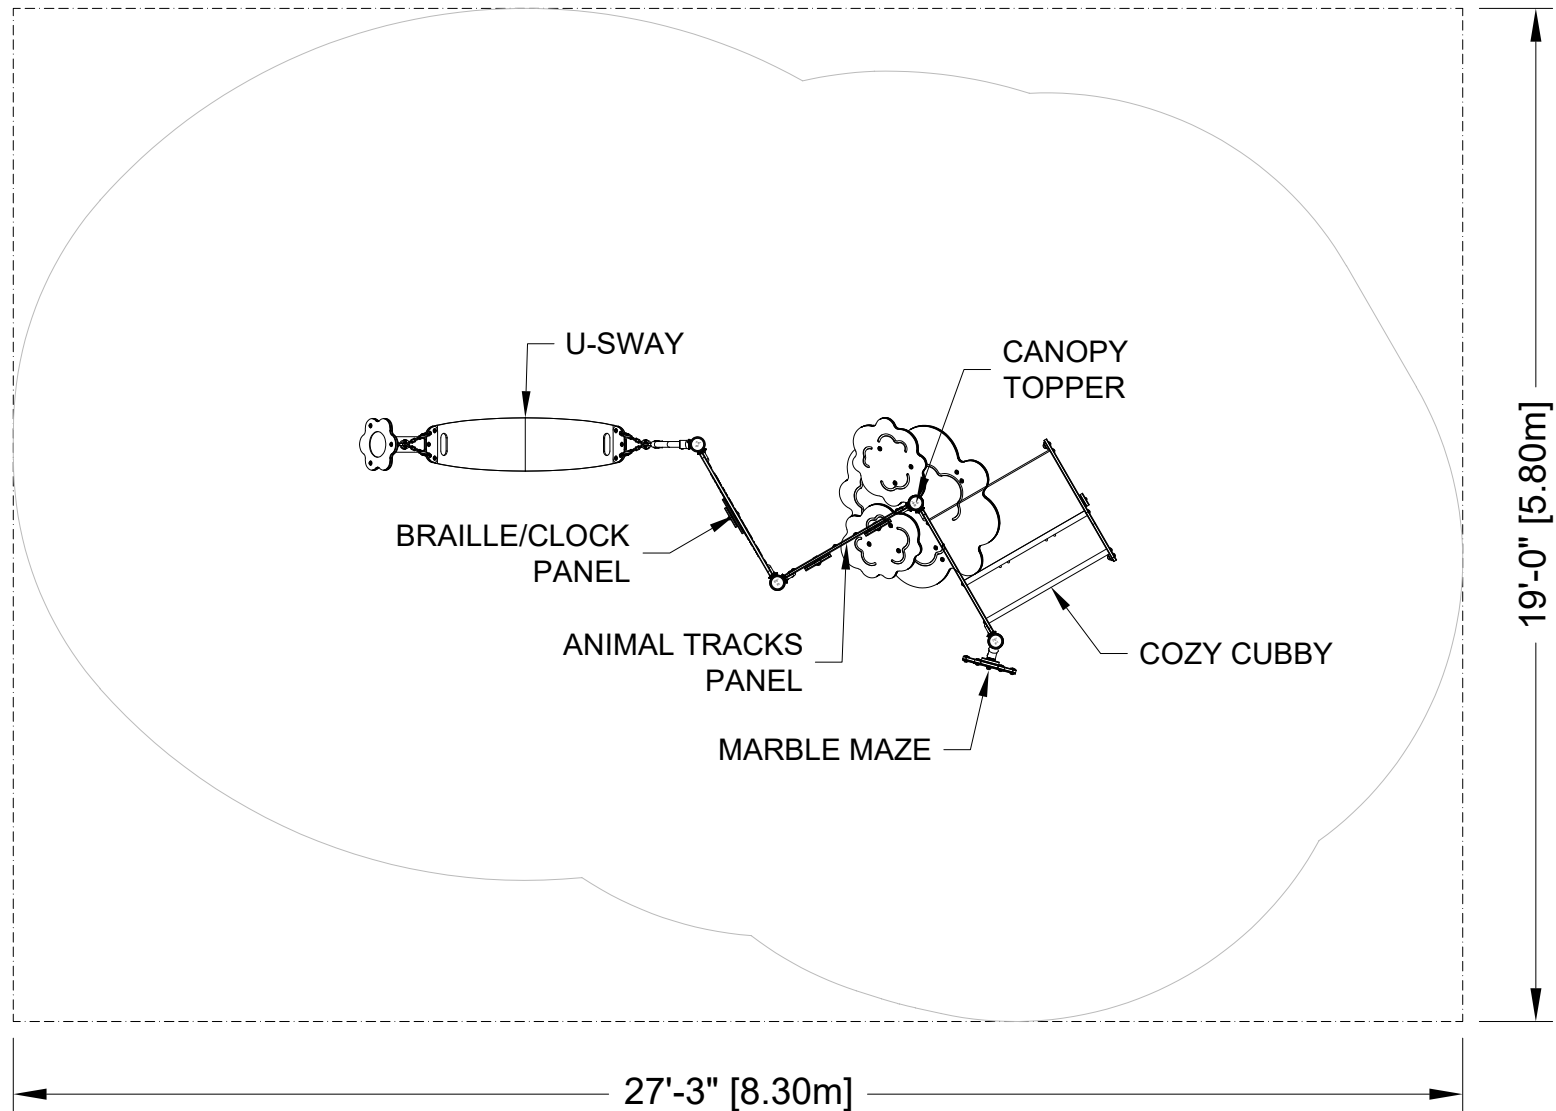 U-SWAY
CANOPY
TOPPER
BRAILLE/CLOCK
PANEL
ANIMAL TRACKS
PANEL
COZY CUBBY
MARBLE MAZE
19'-0" [5.80m]
27'-3" [8.30m]